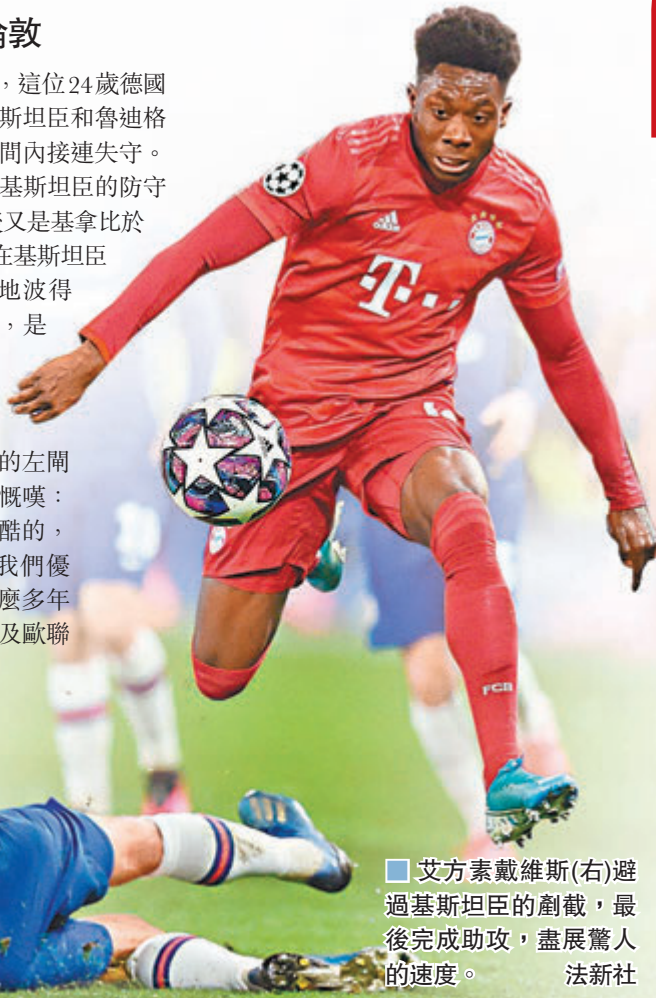 倫敦
，這位24歲德國
斯坦臣和魯迪格
間內接連失守。
基斯坦臣的防守
又是基拿比於
在基斯坦臣
地波得
，是
的左閘
慨嘆：
酷的，
我們優
麼多年
及歐聯
adidas
T
FCB
艾方素戴維斯(右)避
過基斯坦臣的剷截，最
後完成助攻，盡展驚人
的速度。 法新社